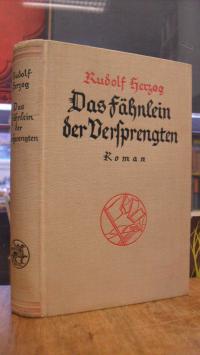 Rudolf Herzog
Das Fähnlein
der Versprengten
Roman
Rudolf
Herzog
Das
Fähnlein
der
Versprengten